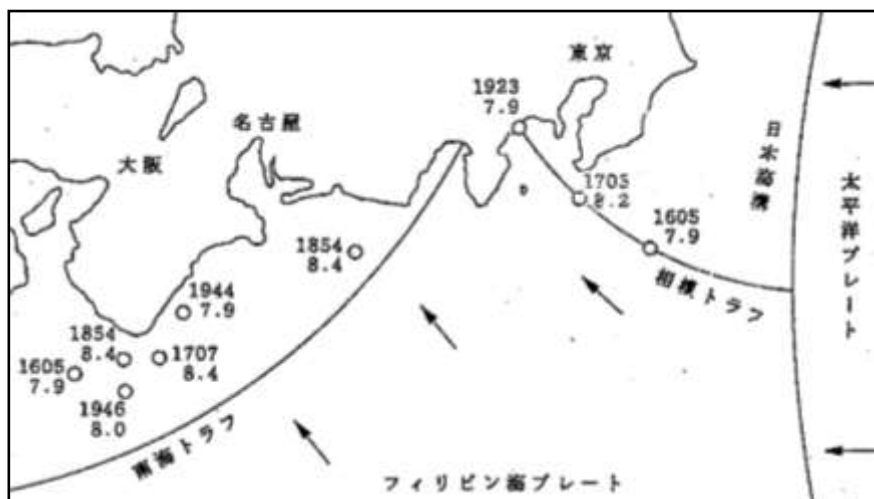 東京
1923
7.9
名古屋
大阪
日本海溝
太平洋プレート
1703
8.2
1605
7.9
相模トラフ
1854
8.4
1944
7.9
1854
8.4
1707
8.4
1605
7.9
1946
8.0
南海トラフ
フィリピン海プレート